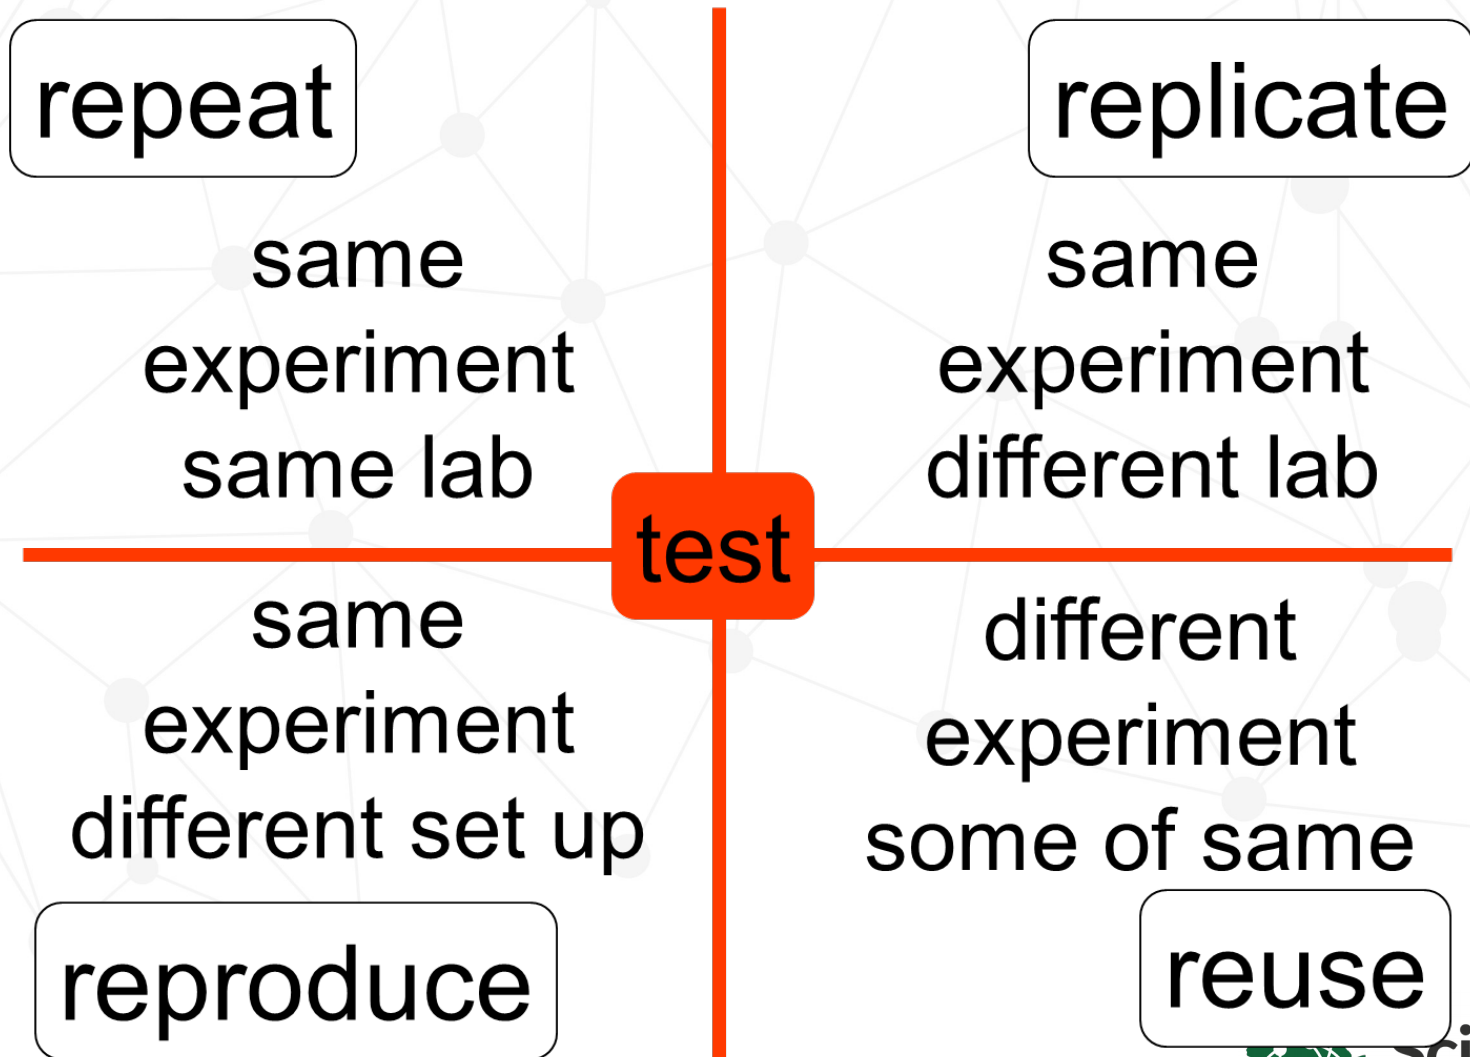 repeat
same
experiment
same lab
replicate
same
experiment
different lab
test
same
experiment
different set up
reproduce
different
experiment
some of same
reuse